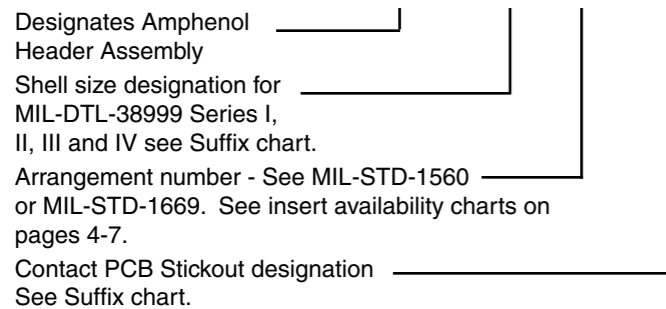 Designates Amphenol
Header Assembly
Shell size designation for
MIL-DTL-38999 Series I,
II, III and IV see Suffix chart.
Arrangement number - See MIL-STD-1560
or MIL-STD-1669.  See insert availability charts on
pages 4-7.
Contact PCB Stickout designation
See Suffix chart.